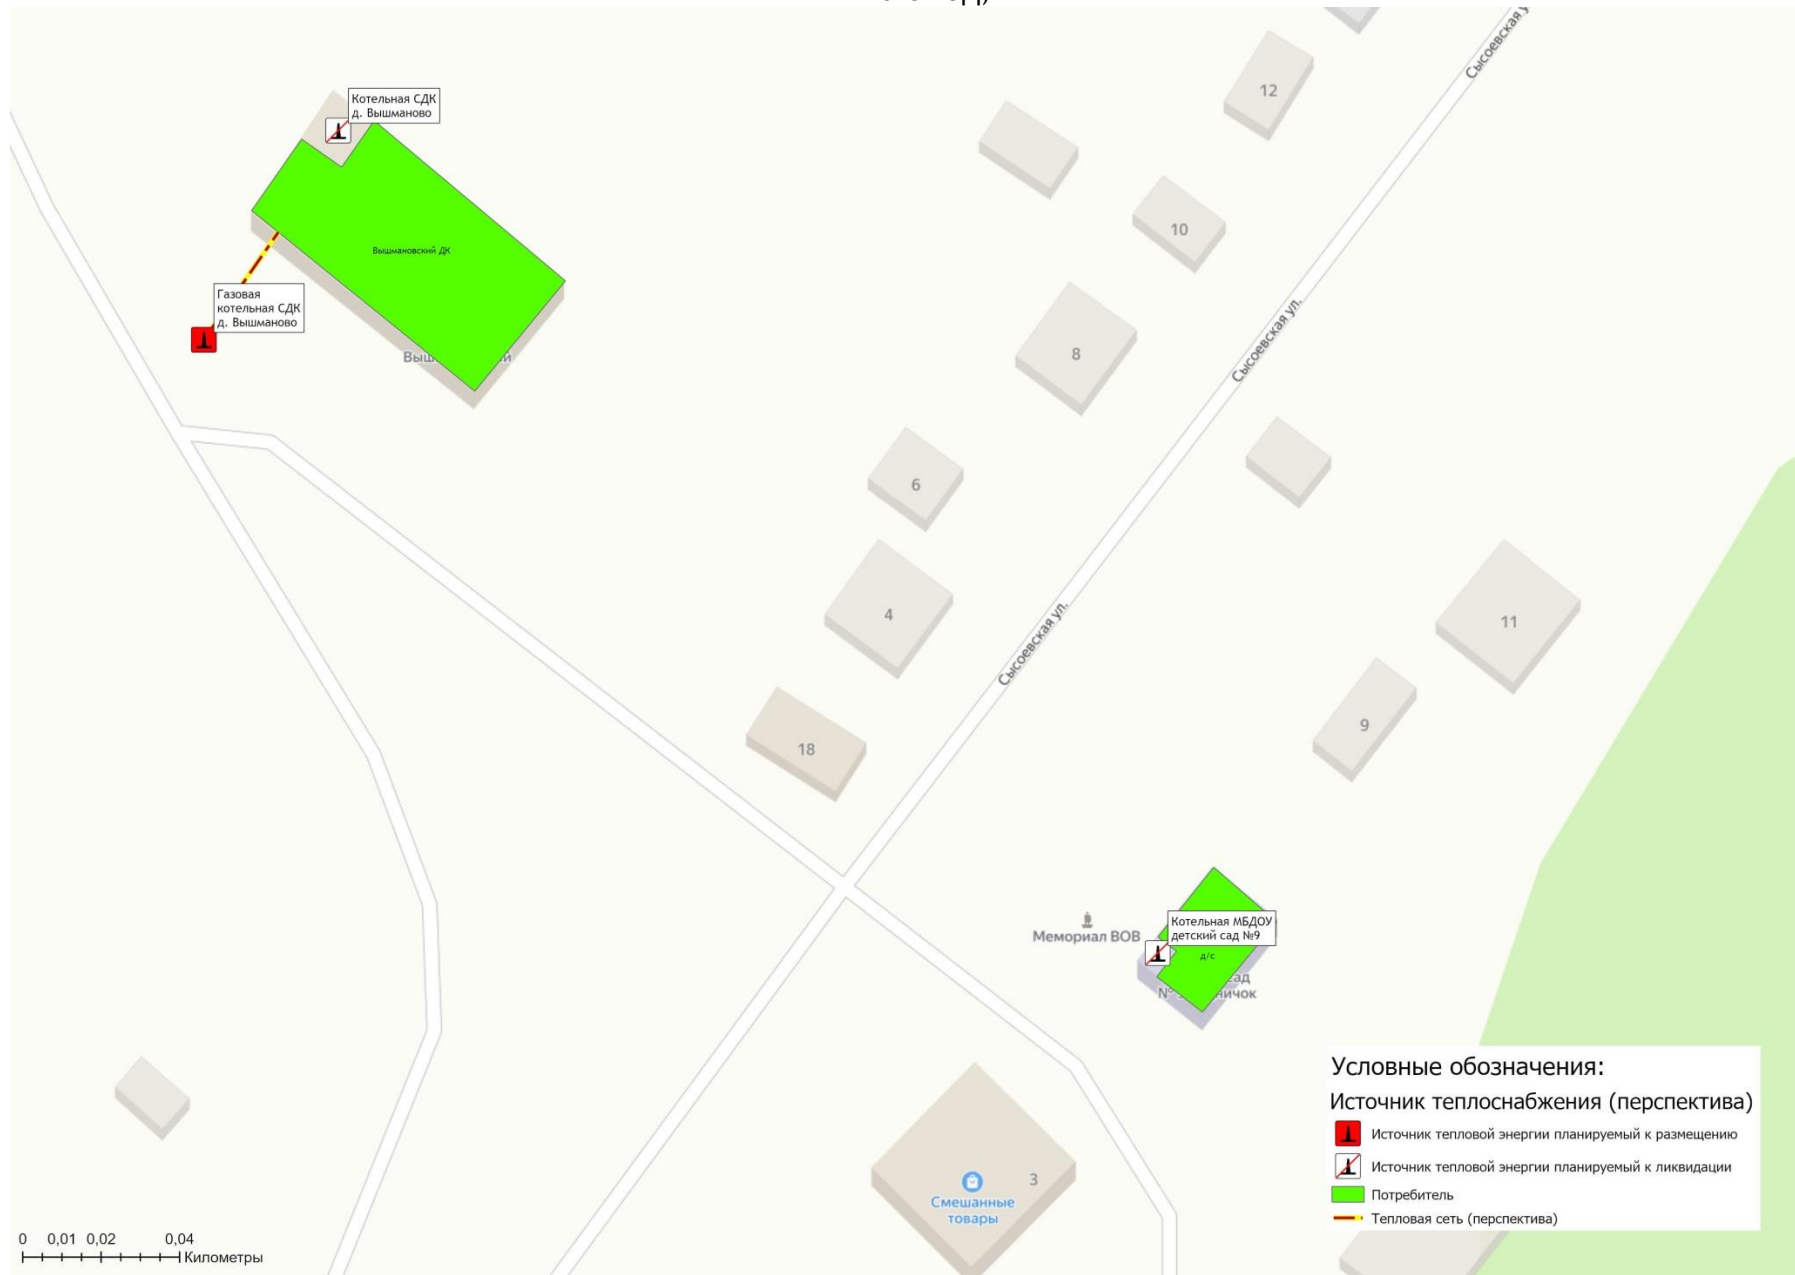 Сысоевская у
Котельная СДК
д. Вышманово
12
10
Вышмановский ДК
Газовая
котельная СДК
д. Вышманово
Сысоевская ул.
8
6
4
Сысоевская ул.
11
9
18
Котельная МБДОУ
детский сад №9
Мемориал ВОВ
д/с
Условные обозначения:
Источник теплоснабжения (перспектива)
Источник тепловой энергии планируемый к размещению
Источник тепловой энергии планируемый к ликвидации
Потребитель
Тепловая сеть (перспектива)
3
Смешанные
товары
0 0,01 0,02 0,04
Километры